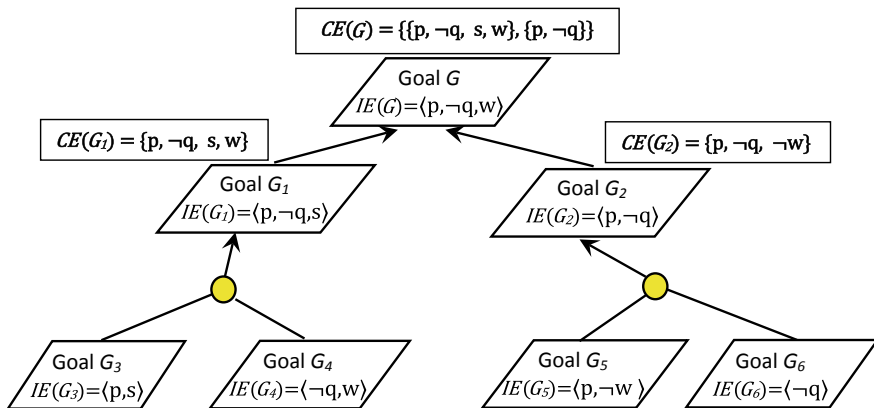 CE(G) = {{p, ¬q, s, w}, {p, ¬q}}
Goal G
IE(G)=⟨p,¬q,w⟩
CE(G1) = {p, ¬q, s, w}
CE(G2) = {p, ¬q, ¬w}
Goal G1
IE(G1)=⟨p,¬q,s⟩
Goal G2
IE(G2)=⟨p,¬q⟩
Goal G3
IE(G3)=⟨p,s⟩
Goal G4
IE(G4)=⟨¬q,w⟩
Goal G5
IE(G5)=⟨p,¬w ⟩
Goal G6
IE(G6)=⟨¬q⟩